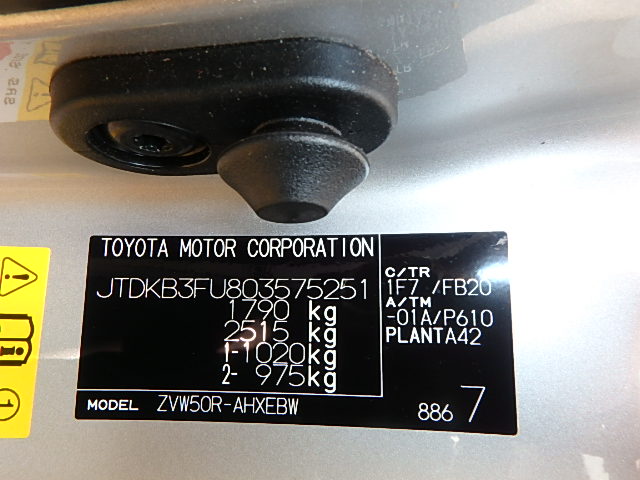 TOYOTA MOTOR CORPORATION
JTDKB3FU803575251
1790 kg
2515 kg
1-1020kg
2- 975kg
MODEL ZVW50R-AHXEBW
C/TR
1F7 /FB20
A/TM
-01A/P610
PLANTA42
886 7
1